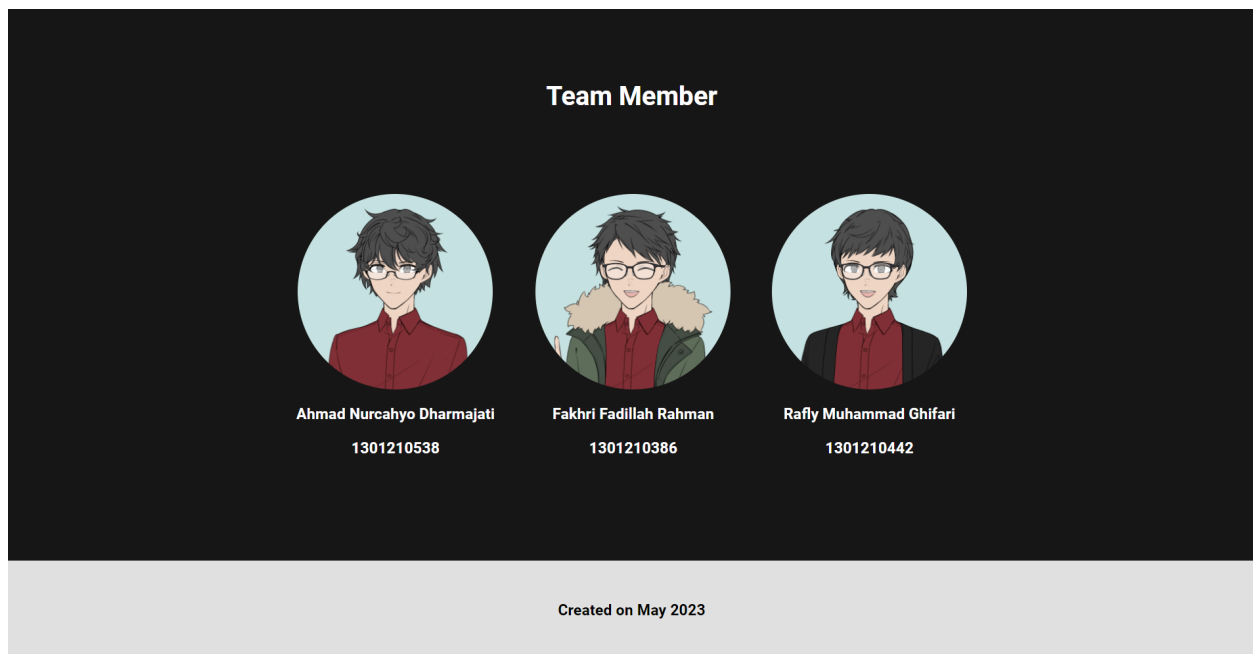 Team Member
Ahmad Nurcahyo Dharmajati
1301210538
Fakhri Fadillah Rahman
1301210386
Rafly Muhammad Ghifari
1301210442
Created on May 2023